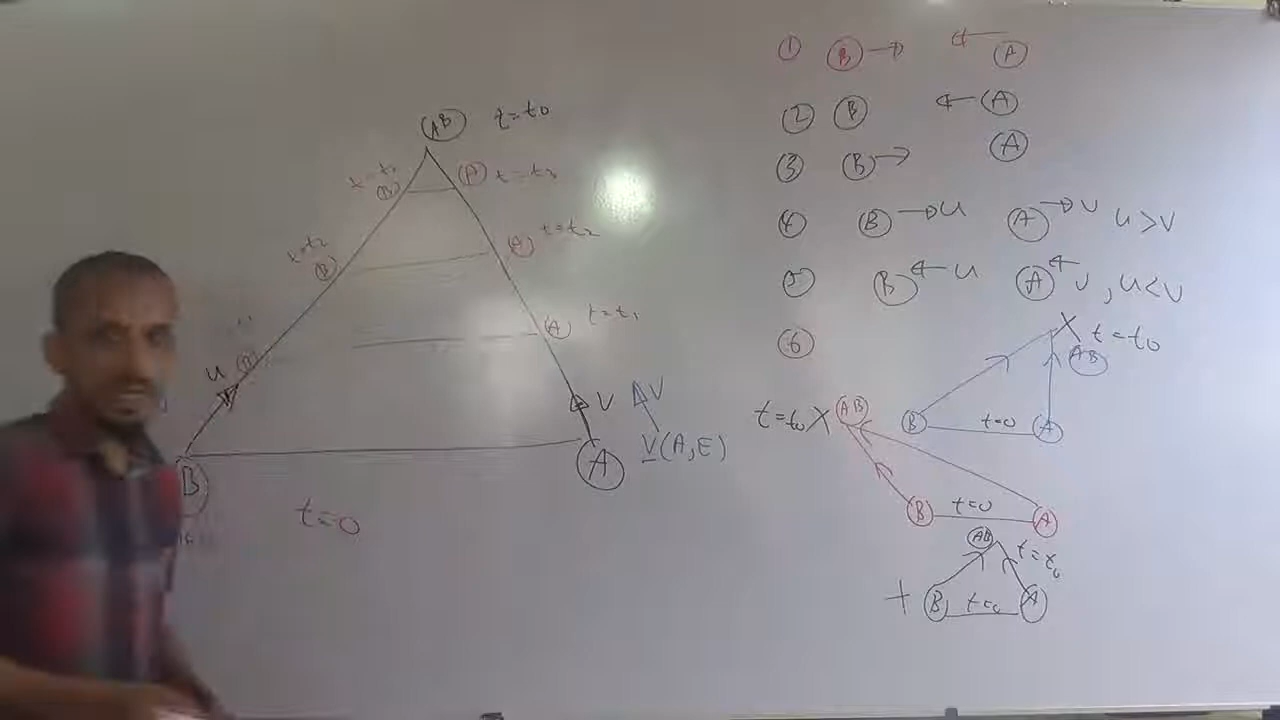 AB t=t0
t=t3 B A t=t3
t=t2 B A t=t2
B A t=t1
u V V
B A V(A,E)
t=0
1 B → ← A
2 B ← A
3 B → A
4 B → u A → v u > v
5 B ← u A ← v , u < v
6
X t=t0
AB
B t=0 A
t=t0 X AB
B t=0 A
AB t=t0
+ B t=0 A